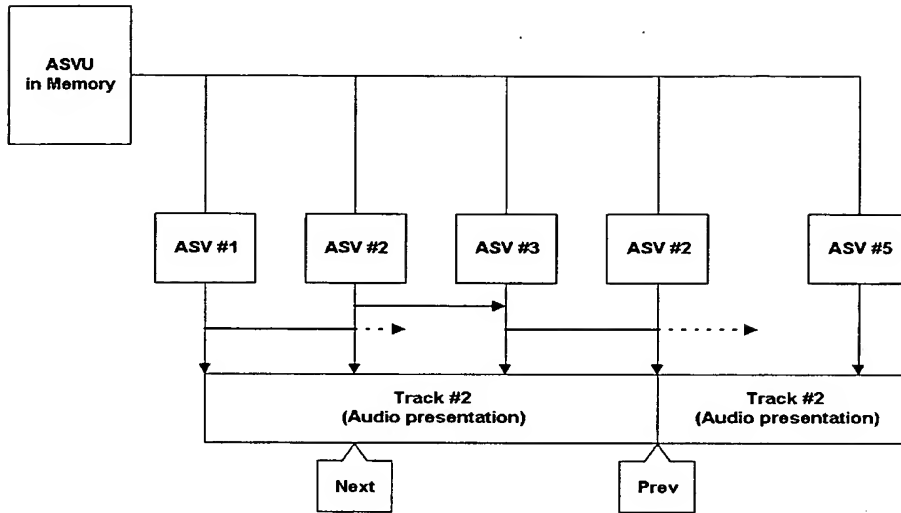 ASVU
in Memory
ASV #1
ASV #2
ASV #3
ASV #2
ASV #5
Track #2
(Audio presentation)
Track #2
(Audio presentation)
Next
Prev